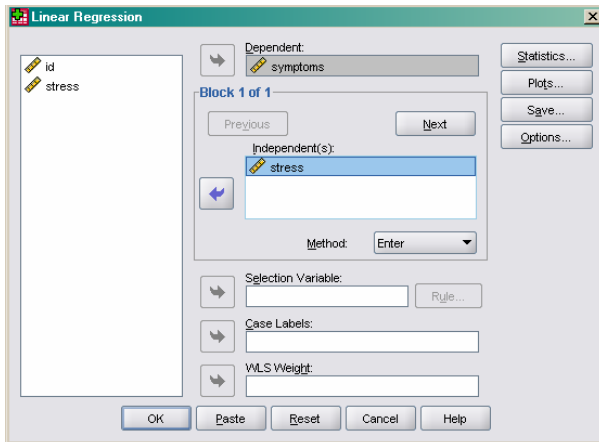 Linear Regression
id
stress
Dependent:
symptoms
Block 1 of 1
Previous
Next
Independent(s):
stress
Method:
Enter
Selection Variable:
Rule...
Case Labels:
WLS Weight:
Statistics...
Plots...
Save...
Options...
OK
Paste
Reset
Cancel
Help